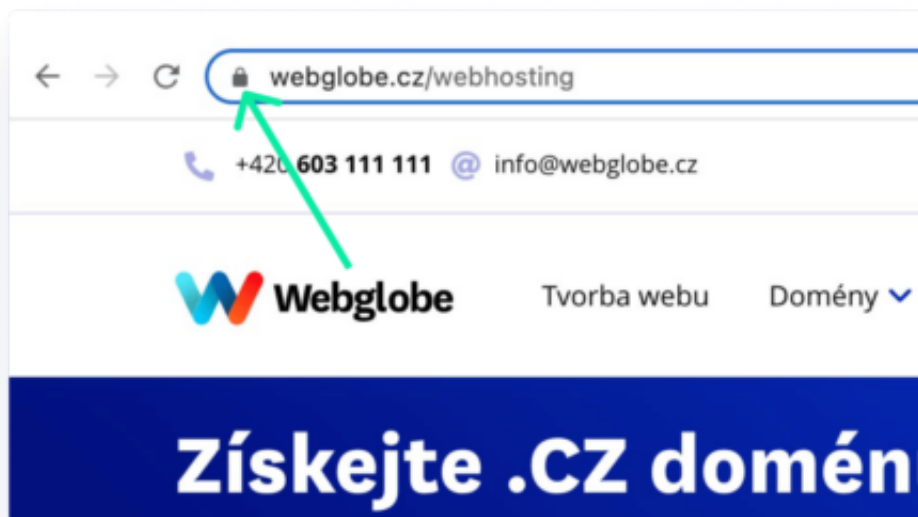 webglobe.cz/webhosting
+420 603 111 111 @ info@webglobe.cz
Webglobe Tvorba webu Domény
Získejte .CZ domén